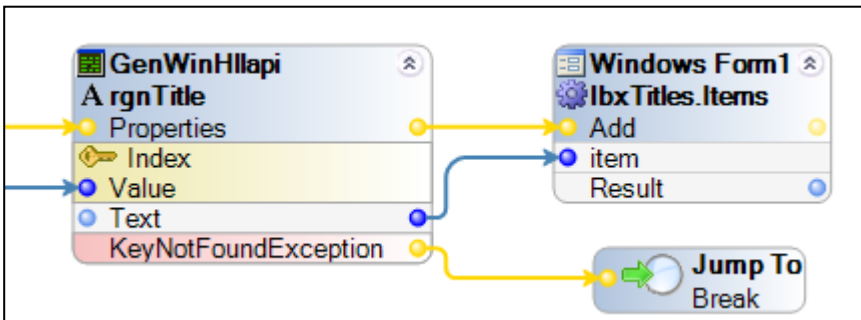 GenWinHllapi
rgnTitle
Properties
Index
Value
Text
KeyNotFoundException
Windows Form1
lbxTitles.Items
Add
item
Result
Jump To
Break